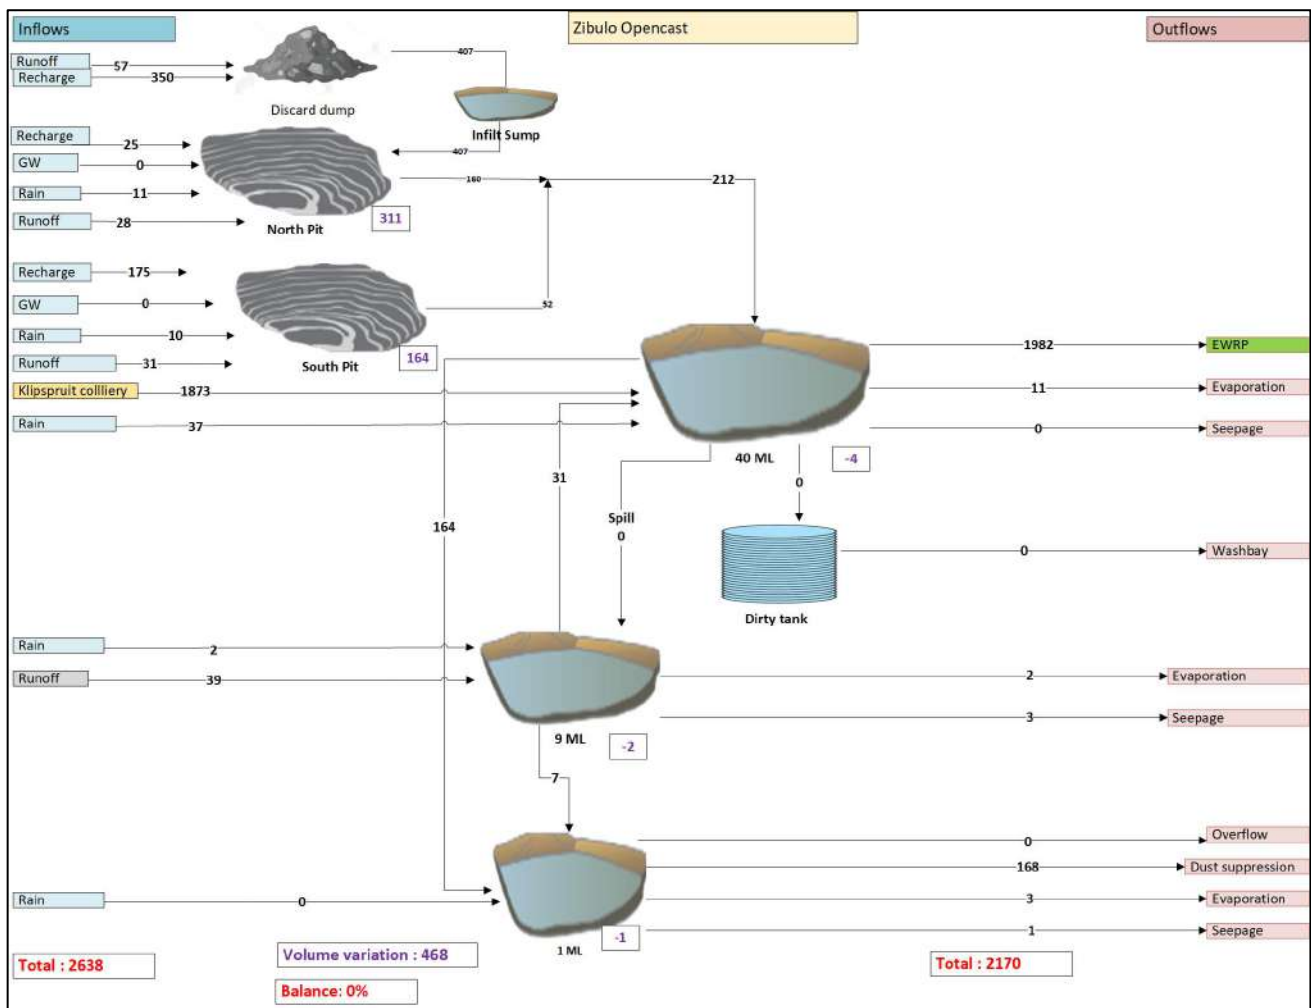 Inflows
Zibulo Opencast
Outflows
Runoff
57
407
Recharge
350
Discard dump
Infilt Sump
Recharge
25
407
GW
0
160
212
Rain
11
311
Runoff
28
North Pit
Recharge
175
GW
0
52
Rain
10
1982
EWRP
Runoff
31
South Pit
164
Klipspruit collliery
1873
11
Evaporation
Rain
37
0
Seepage
40 ML
-4
31
0
Spill
0
164
0
Washbay
Dirty tank
Rain
2
Runoff
39
2
Evaporation
3
Seepage
9 ML
-2
7
0
Overflow
168
Dust suppression
Rain
0
3
Evaporation
1
Seepage
1 ML
-1
Total : 2638
Volume variation : 468
Total : 2170
Balance: 0%